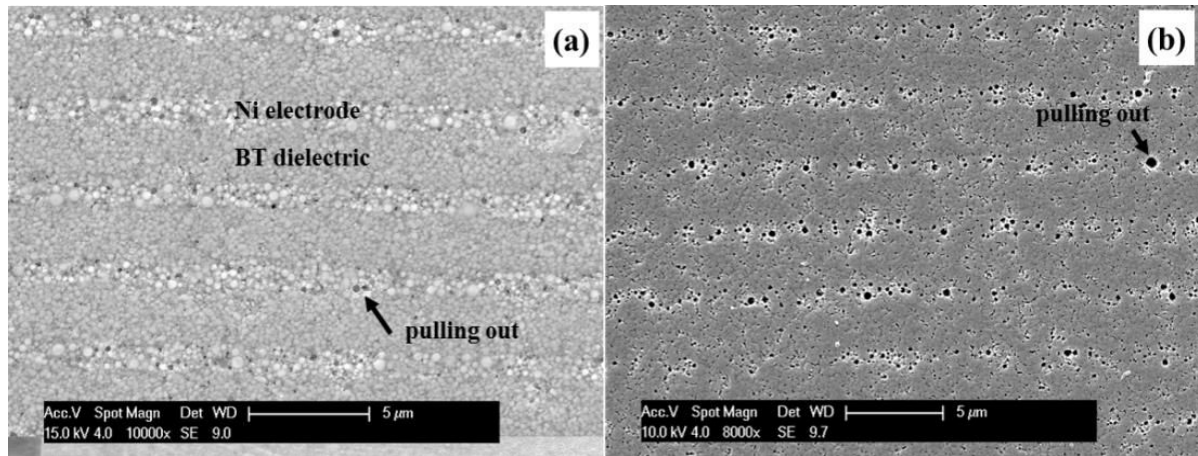 (a)
Ni electrode
BT dielectric
pulling out
Acc.V Spot Magn Det WD 5 μm
15.0 kV 4.0 10000x SE 9.0
(b)
pulling out
Acc.V Spot Magn Det WD 5 μm
10.0 kV 4.0 8000x SE 9.7